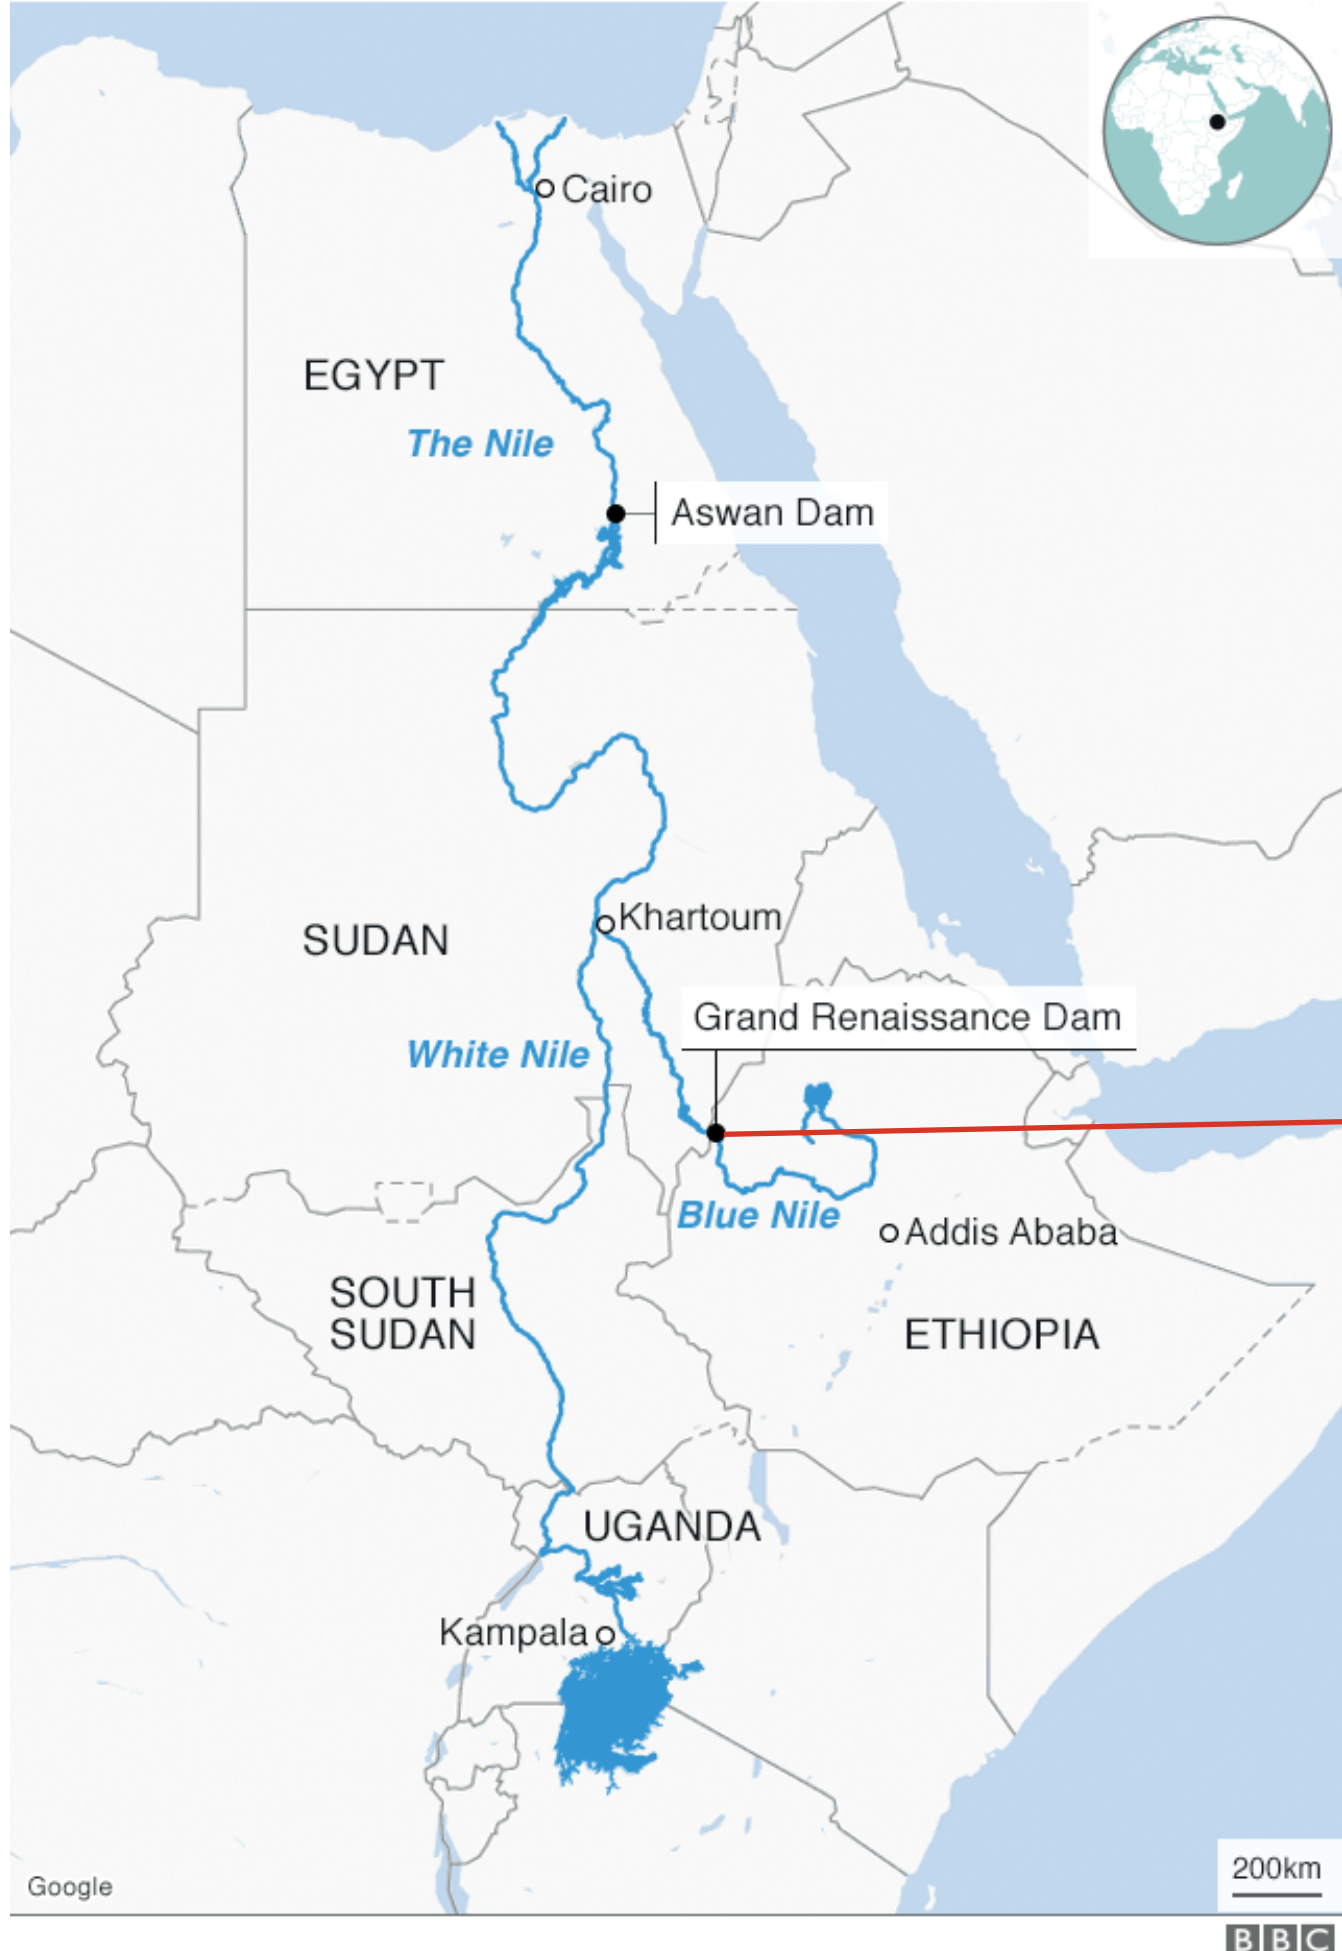 Cairo
EGYPT
The Nile
Aswan Dam
Khartoum
SUDAN
Grand Renaissance Dam
White Nile
Blue Nile
Addis Ababa
SOUTH
SUDAN
ETHIOPIA
UGANDA
Kampala
200km
Google
BBC